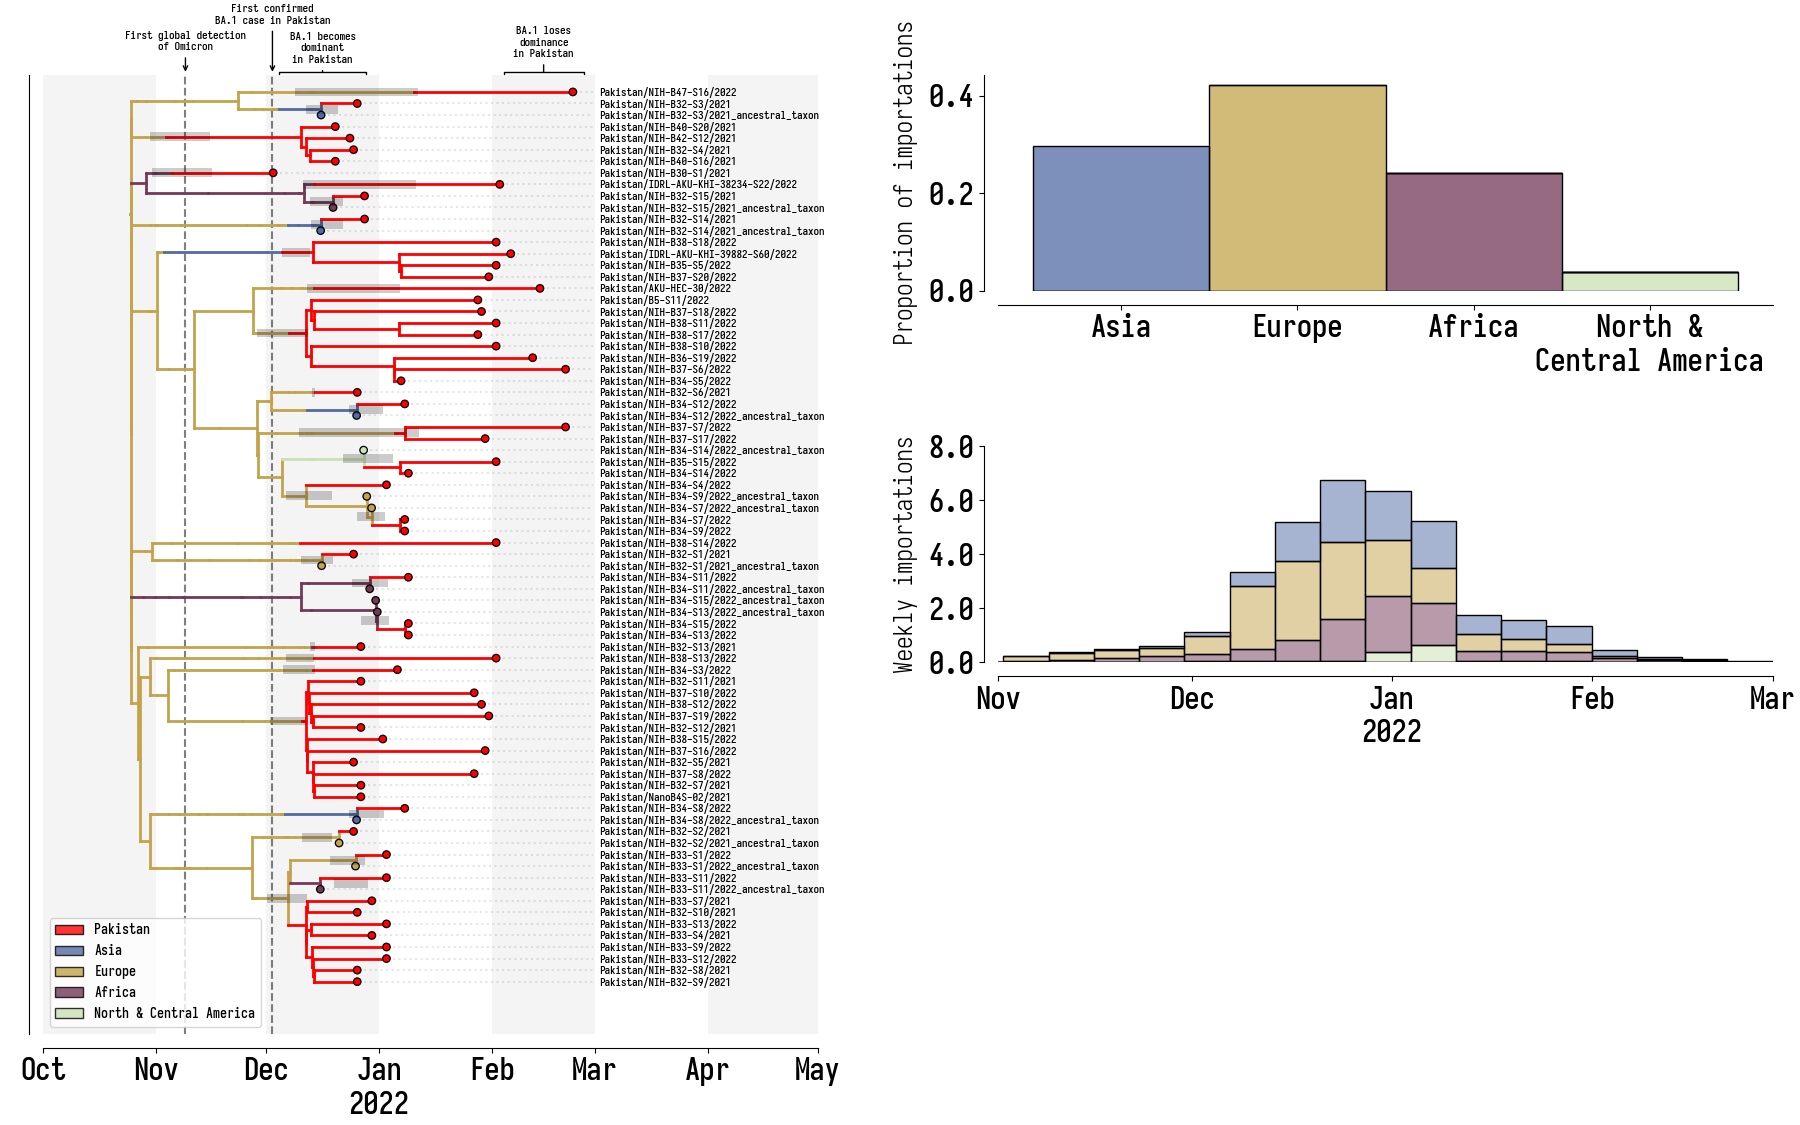 First confirmed
BA.1 case in Pakistan
First global detection
of Omicron
BA.1 becomes
dominant
in Pakistan
BA.1 loses
dominance
in Pakistan
Pakistan/NIH-B47-S16/2022
Pakistan/NIH-B32-S3/2021
Pakistan/NIH-B32-S3/2021_ancestral_taxon
Pakistan/NIH-B40-S20/2021
Pakistan/NIH-B42-S12/2021
Pakistan/NIH-B32-S4/2021
Pakistan/NIH-B40-S16/2021
Pakistan/NIH-B30-S1/2021
Pakistan/IDRL-AKU-KHI-38234-S22/2022
Pakistan/NIH-B32-S15/2021
Pakistan/NIH-B32-S15/2021_ancestral_taxon
Pakistan/NIH-B32-S14/2021
Pakistan/NIH-B32-S14/2021_ancestral_taxon
Pakistan/NIH-B38-S18/2022
Pakistan/IDRL-AKU-KHI-39882-S60/2022
Pakistan/NIH-B35-S5/2022
Pakistan/NIH-B37-S20/2022
Pakistan/AKU-HEC-30/2022
Pakistan/B5-S11/2022
Pakistan/NIH-B37-S18/2022
Pakistan/NIH-B38-S11/2022
Pakistan/NIH-B38-S17/2022
Pakistan/NIH-B38-S10/2022
Pakistan/NIH-B36-S19/2022
Pakistan/NIH-B37-S6/2022
Pakistan/NIH-B34-S5/2022
Pakistan/NIH-B32-S6/2021
Pakistan/NIH-B34-S12/2022
Pakistan/NIH-B34-S12/2022_ancestral_taxon
Pakistan/NIH-B37-S7/2022
Pakistan/NIH-B37-S17/2022
Pakistan/NIH-B34-S14/2022_ancestral_taxon
Pakistan/NIH-B35-S15/2022
Pakistan/NIH-B34-S14/2022
Pakistan/NIH-B34-S4/2022
Pakistan/NIH-B34-S9/2022_ancestral_taxon
Pakistan/NIH-B34-S7/2022_ancestral_taxon
Pakistan/NIH-B34-S7/2022
Pakistan/NIH-B34-S9/2022
Pakistan/NIH-B38-S14/2022
Pakistan/NIH-B32-S1/2021
Pakistan/NIH-B32-S1/2021_ancestral_taxon
Pakistan/NIH-B34-S11/2022
Pakistan/NIH-B34-S11/2022_ancestral_taxon
Pakistan/NIH-B34-S15/2022_ancestral_taxon
Pakistan/NIH-B34-S13/2022_ancestral_taxon
Pakistan/NIH-B34-S15/2022
Pakistan/NIH-B34-S13/2022
Pakistan/NIH-B32-S13/2021
Pakistan/NIH-B38-S13/2022
Pakistan/NIH-B34-S3/2022
Pakistan/NIH-B32-S11/2021
Pakistan/NIH-B37-S10/2022
Pakistan/NIH-B38-S12/2022
Pakistan/NIH-B37-S19/2022
Pakistan/NIH-B32-S12/2021
Pakistan/NIH-B38-S15/2022
Pakistan/NIH-B37-S16/2022
Pakistan/NIH-B32-S5/2021
Pakistan/NIH-B37-S8/2022
Pakistan/NIH-B32-S7/2021
Pakistan/NanoB4S-02/2021
Pakistan/NIH-B34-S8/2022
Pakistan/NIH-B34-S8/2022_ancestral_taxon
Pakistan/NIH-B32-S2/2021
Pakistan/NIH-B32-S2/2021_ancestral_taxon
Pakistan/NIH-B33-S1/2022
Pakistan/NIH-B33-S1/2022_ancestral_taxon
Pakistan/NIH-B33-S11/2022
Pakistan/NIH-B33-S11/2022_ancestral_taxon
Pakistan/NIH-B33-S7/2021
Pakistan/NIH-B32-S10/2021
Pakistan/NIH-B33-S13/2022
Pakistan/NIH-B33-S4/2021
Pakistan/NIH-B33-S9/2022
Pakistan/NIH-B33-S12/2022
Pakistan/NIH-B32-S8/2021
Pakistan/NIH-B32-S9/2021
Pakistan
Asia
Europe
Africa
North & Central America
Oct Nov Dec Jan Feb Mar Apr May
2022
Proportion of importations
0.4
0.2
0.0
Asia Europe Africa North &
Central America
Weekly importations
8.0
6.0
4.0
2.0
0.0
Nov Dec Jan Feb Mar
2022